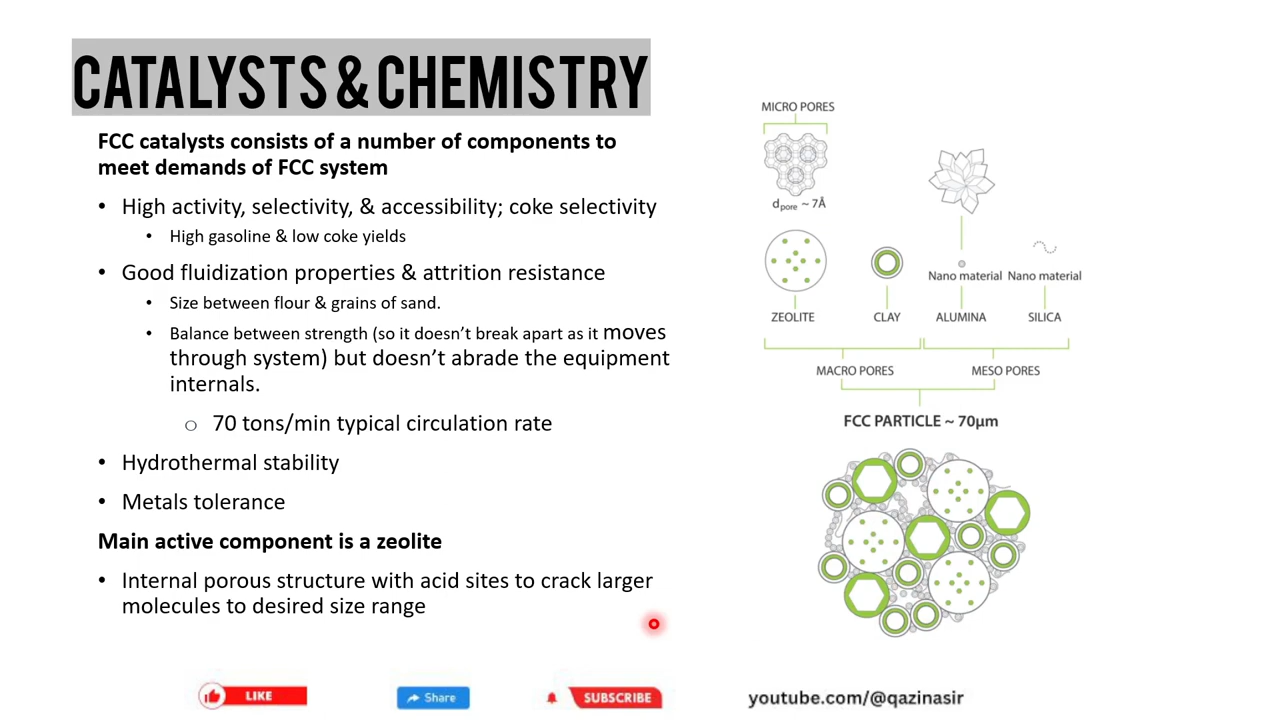 CATALYSTS & CHEMISTRY
FCC catalysts consists of a number of components to
meet demands of FCC system
• High activity, selectivity, & accessibility; coke selectivity
• High gasoline & low coke yields
• Good fluidization properties & attrition resistance
• Size between flour & grains of sand.
• Balance between strength (so it doesn’t break apart as it moves
through system) but doesn’t abrade the equipment
internals.
o 70 tons/min typical circulation rate
• Hydrothermal stability
• Metals tolerance
Main active component is a zeolite
• Internal porous structure with acid sites to crack larger
molecules to desired size range
MICRO PORES
dpore ~ 7Å
Nano material Nano material
ZEOLITE CLAY ALUMINA SILICA
MACRO PORES MESO PORES
FCC PARTICLE ~ 70µm
LIKE Share SUBSCRIBE youtube.com/@qazinasir